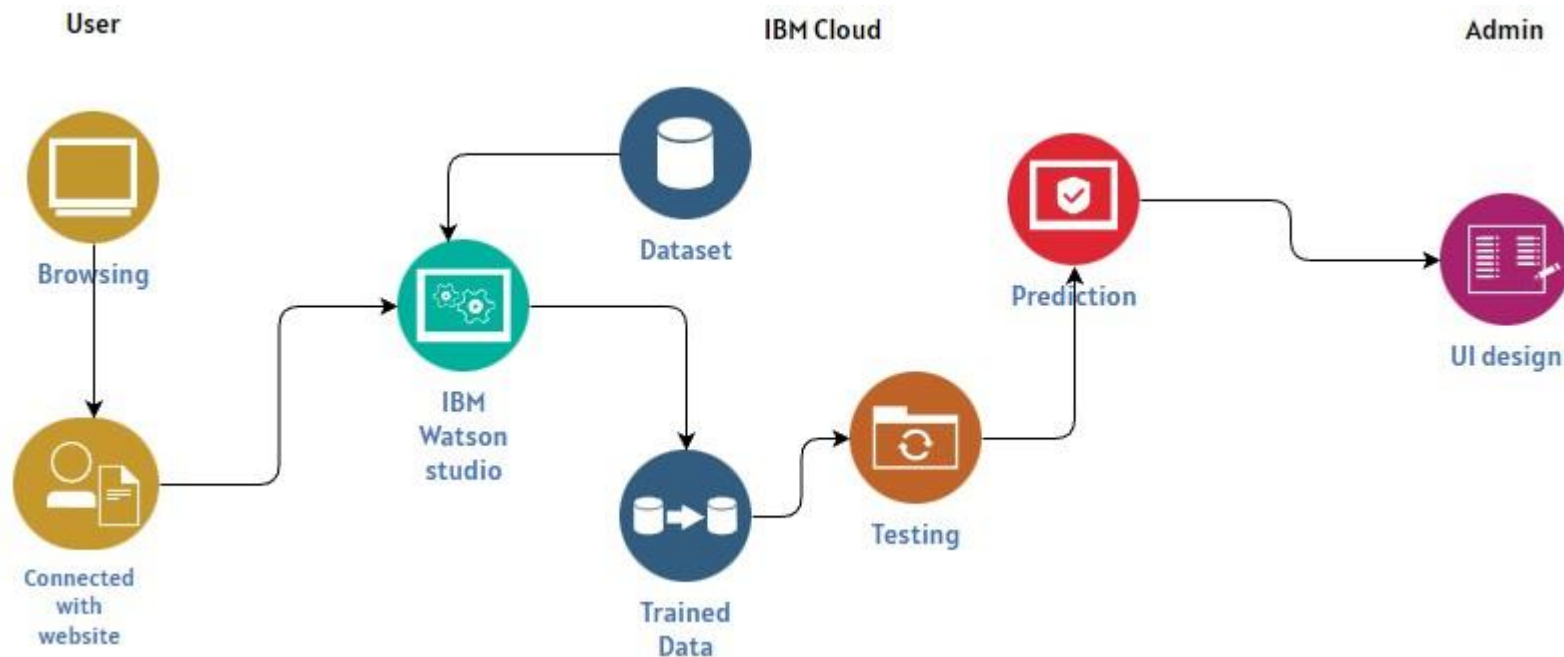 User
IBM Cloud
Admin
Browsing
Dataset
Prediction
UI design
IBM
Watson
studio
Testing
Connected
with
website
Trained
Data